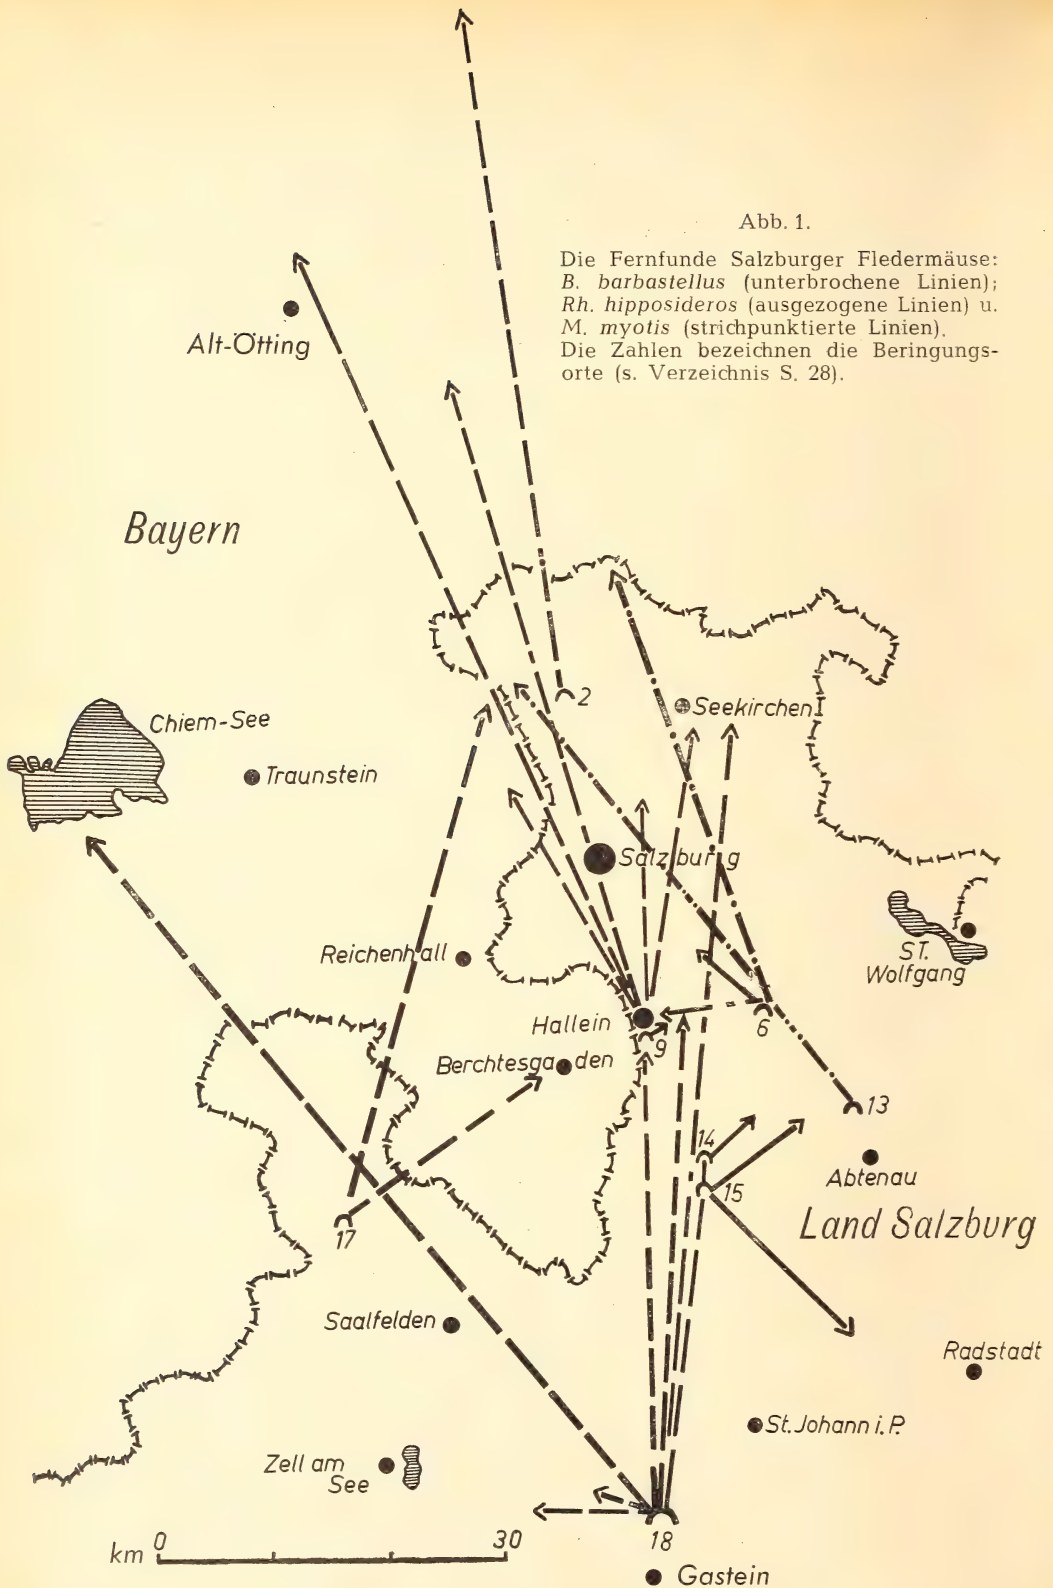 Abb. 1.
Die Fernfunde Salzburger Fledermäuse:
B. barbastellus (unterbrochene Linien);
Rh. hipposideros (ausgezogene Linien) u.
M. myotis (strichpunktierte Linien).
Die Zahlen bezeichnen die Beringungs-
orte (s. Verzeichnis S. 28).
Alt-Ötting
Bayern
2
Seekirchen
Chiem-See
Traunstein
Salzburg
Reichenhall
ST.
Wolfgang
Hallein
6
9
Berchtesgaden
13
14
Abtenau
15
Land Salzburg
17
Saalfelden
Radstadt
St. Johann i. P.
Zell am
See
18
km 0 30
Gastein